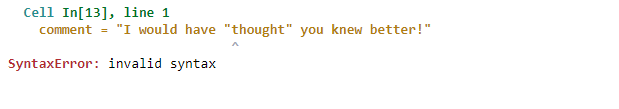 Cell In[13], line 1
comment = "I would have "thought" you knew better!"
^
SyntaxError: invalid syntax